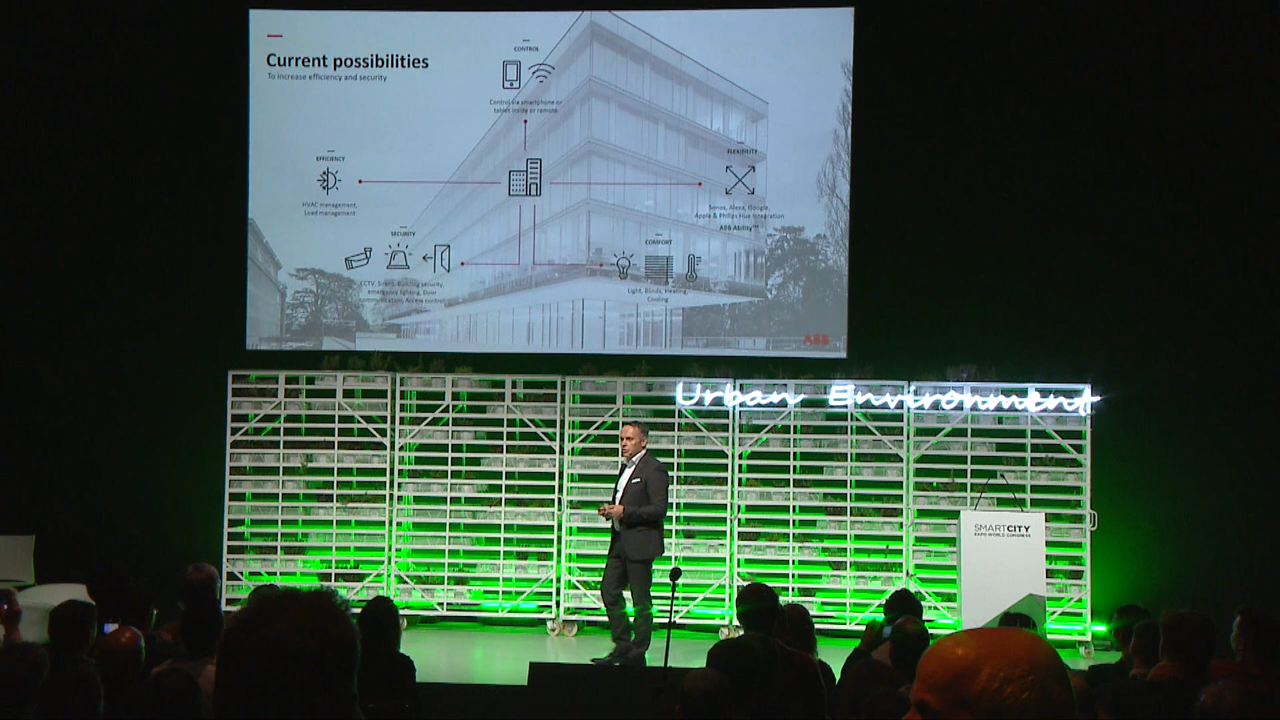 Current possibilities
To increase efficiency and security
CONTROL
Control via smartphone or
tablet inside or remote
EFFICIENCY
HVAC management,
Load management
FLEXIBILITY
Sonos, Alexa, Google,
Apple & Philips Hue Integration
ABB Ability™
SECURITY
CCTV, Sirens, Building security,
emergency lighting, Door
communication, Access control
COMFORT
Light, Blinds, Heating,
Cooling
ABB
Urban Environment
SMARTCITY
EXPO WORLD CONGRESS